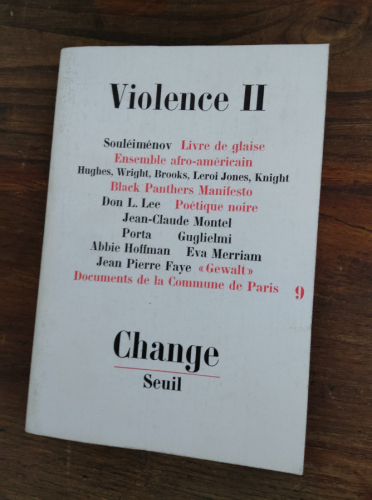 Violence II
Souléiménov Livre de glaise
Ensemble afro-américain
Hughes, Wright, Brooks, Leroi Jones, Knight
Black Panthers Manifesto
Don L. Lee Poétique noire
Jean-Claude Montel
Porta Guglielmi
Abbie Hoffman Eva Merriam
Jean Pierre Faye «Gewalt»
Documents de la Commune de Paris 9
Change
Seuil